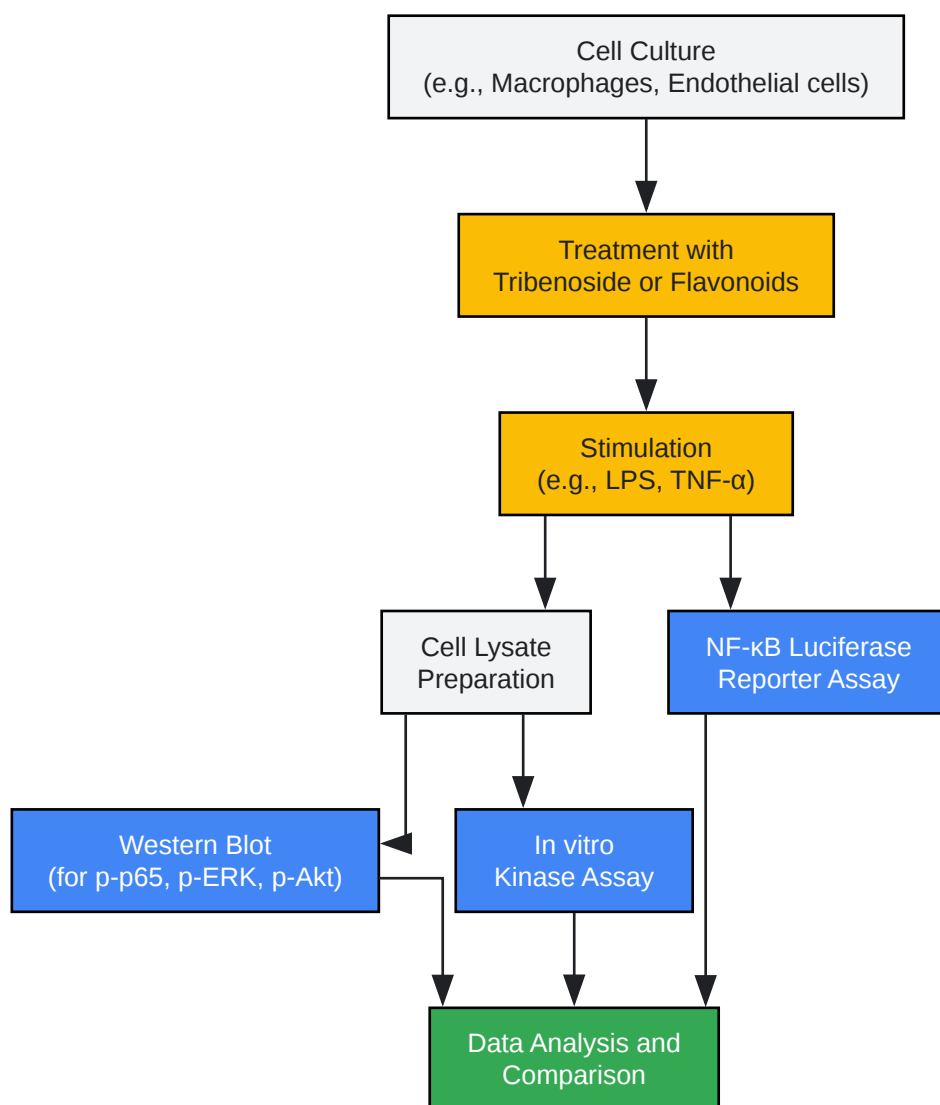 Cell Culture
(e.g., Macrophages, Endothelial cells)
Treatment with
Tribenoside or Flavonoids
Stimulation
(e.g., LPS, TNF-α)
Cell Lysate
Preparation
NF-κB Luciferase
Reporter Assay
Western Blot
(for p-p65, p-ERK, p-Akt)
In vitro
Kinase Assay
Data Analysis and
Comparison